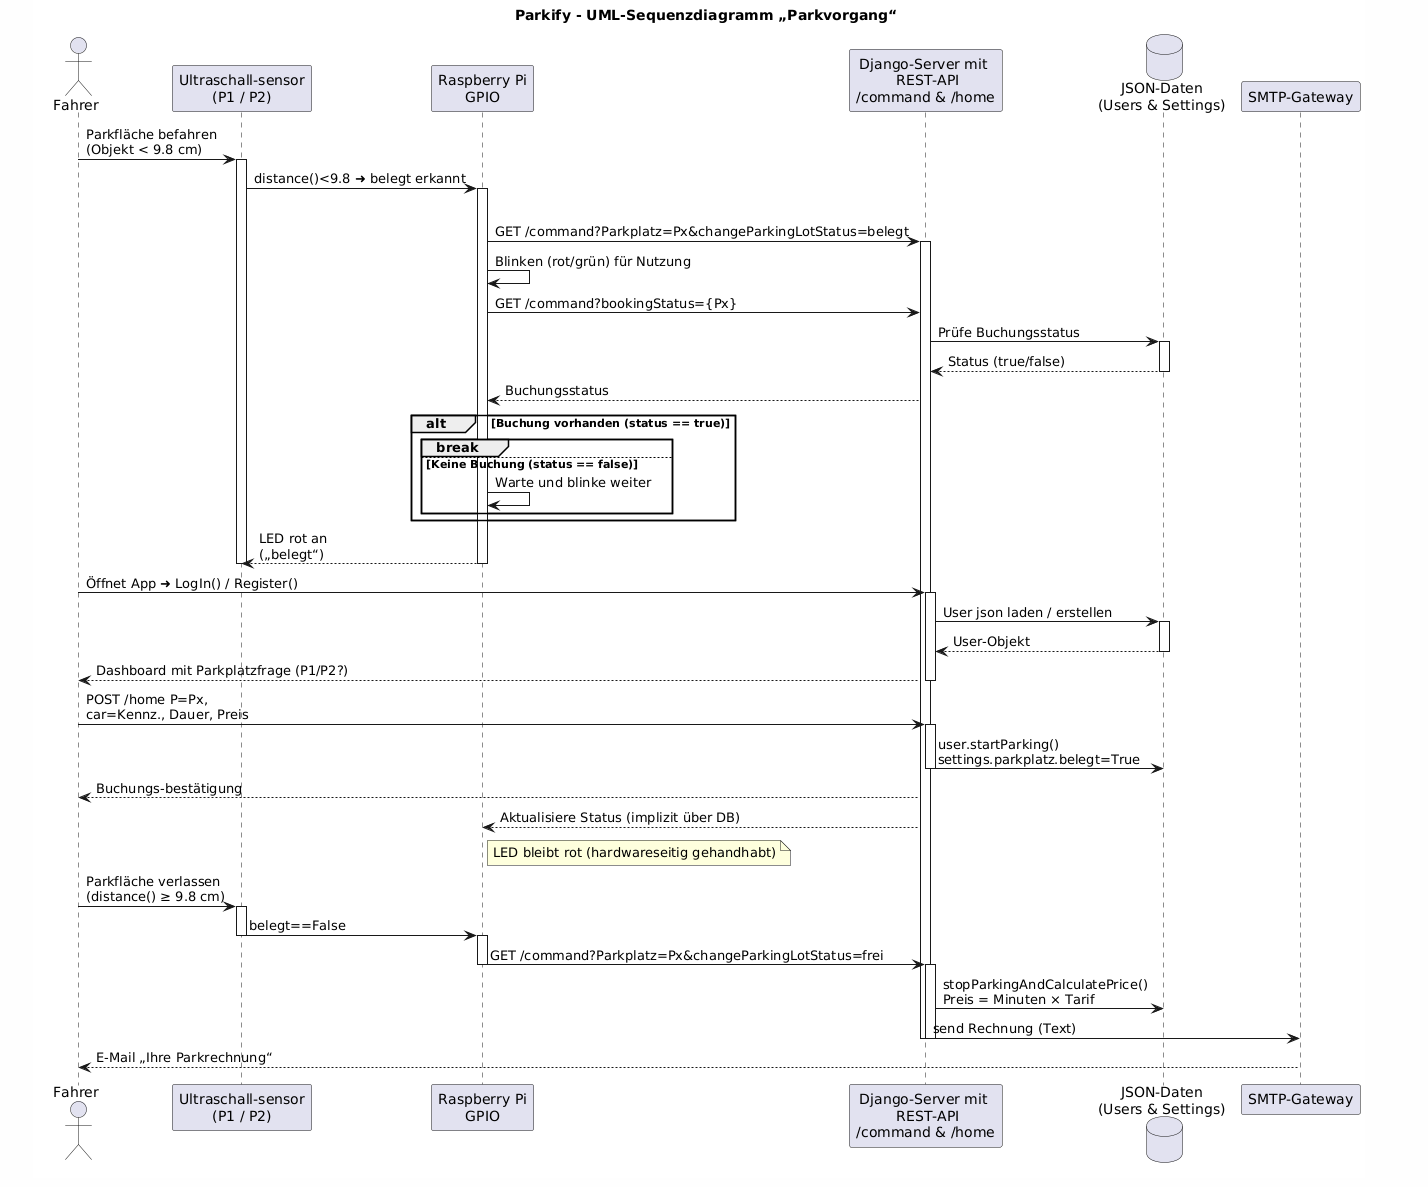 Parkify - UML-Sequenzdiagramm „Parkvorgang“
Fahrer
Ultraschall-sensor
(P1 / P2)
Raspberry Pi
GPIO
Django-Server mit
REST-API
/command & /home
JSON-Daten
(Users & Settings)
SMTP-Gateway
Parkfläche befahren
(Objekt < 9.8 cm)
distance()<9.8 ➜ belegt erkannt
GET /command?Parkplatz=Px&changeParkingLotStatus=belegt
Blinken (rot/grün) für Nutzung
GET /command?bookingStatus={Px}
Prüfe Buchungsstatus
Status (true/false)
Buchungsstatus
alt [Buchung vorhanden (status == true)]
break
[Keine Buchung (status == false)]
Warte und blinke weiter
LED rot an
(„belegt“)
Öffnet App ➜ LogIn() / Register()
User json laden / erstellen
User-Objekt
Dashboard mit Parkplatzfrage (P1/P2?)
POST /home P=Px,
car=Kennz., Dauer, Preis
user.startParking()
settings.parkplatz.belegt=True
Buchungs-bestätigung
Aktualisiere Status (implizit über DB)
LED bleibt rot (hardwareseitig gehandhabt)
Parkfläche verlassen
(distance() ≥ 9.8 cm)
belegt==False
GET /command?Parkplatz=Px&changeParkingLotStatus=frei
stopParkingAndCalculatePrice()
Preis = Minuten × Tarif
send Rechnung (Text)
E-Mail „Ihre Parkrechnung“
Fahrer
Ultraschall-sensor
(P1 / P2)
Raspberry Pi
GPIO
Django-Server mit
REST-API
/command & /home
JSON-Daten
(Users & Settings)
SMTP-Gateway